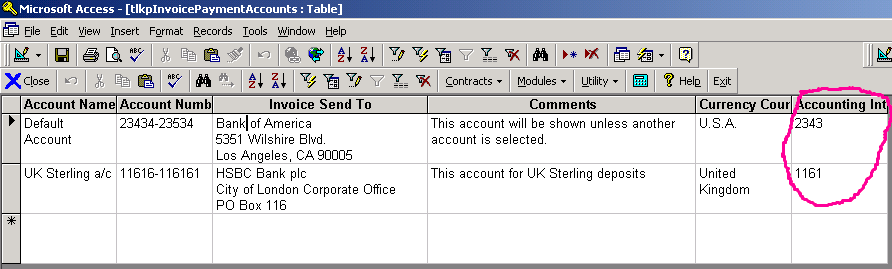 Microsoft Access - [tlkpInvoicePaymentAccounts : Table]
File Edit View Insert Format Records Tools Window Help
Close Contracts Modules Utility ? Help Exit
Account Name Account Numb Invoice Send To Comments Currency Cour Accounting Int
Default Account 23434-23534 Bank of America This account will be shown unless another U.S.A. 2343
5351 Wilshire Blvd. account is selected.
Los Angeles, CA 90005
UK Sterling a/c 11616-116161 HSBC Bank plc This account for UK Sterling deposits United Kingdom 1161
City of London Corporate Office
PO Box 116